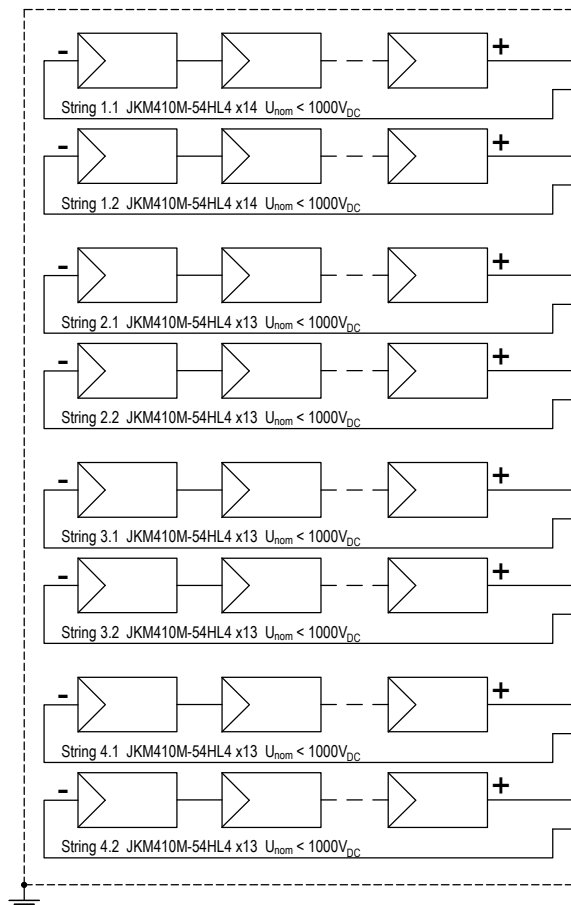 - +
String 1.1 JKM410M-54HL4 x14 Unom < 1000VDC
- +
String 1.2 JKM410M-54HL4 x14 Unom < 1000VDC
- +
String 2.1 JKM410M-54HL4 x13 Unom < 1000VDC
- +
String 2.2 JKM410M-54HL4 x13 Unom < 1000VDC
- +
String 3.1 JKM410M-54HL4 x13 Unom < 1000VDC
- +
String 3.2 JKM410M-54HL4 x13 Unom < 1000VDC
- +
String 4.1 JKM410M-54HL4 x13 Unom < 1000VDC
- +
String 4.2 JKM410M-54HL4 x13 Unom < 1000VDC